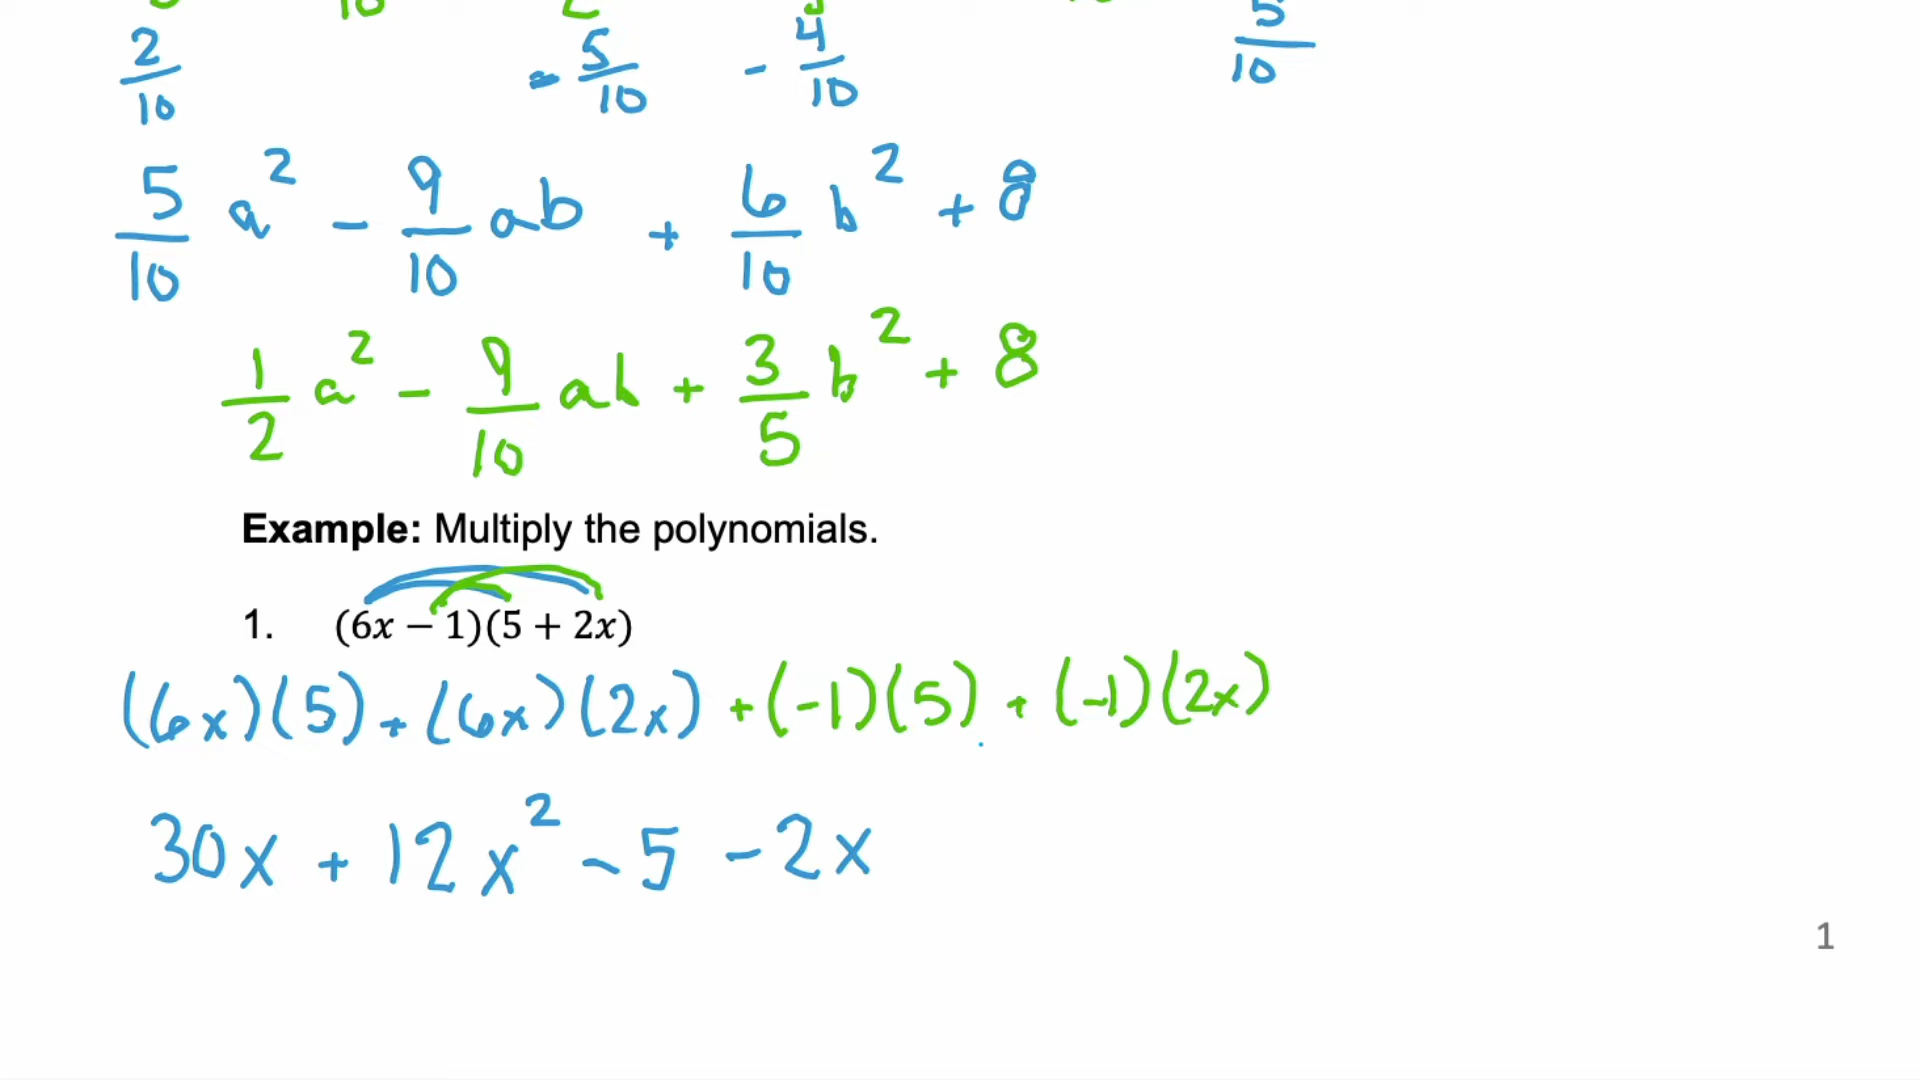 2/10 - 5/10 - 4/10 5/10
5/10 a² - 9/10 ab + 6/10 b² + 8
1/2 a² - 9/10 ab + 3/5 b² + 8
Example: Multiply the polynomials.
1. (6x − 1)(5 + 2x)
(6x)(5) + (6x)(2x) + (-1)(5) + (-1)(2x)
30x + 12x² - 5 - 2x
1